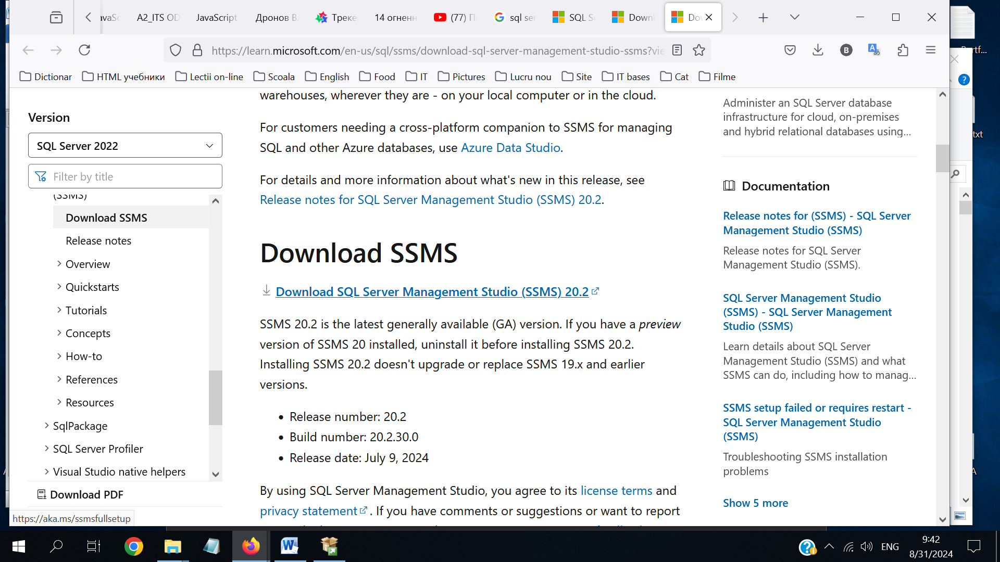 avaSc
A2_ITS OD
JavaScript
Дронов В
Треке
14 огненн
(77) П
sql ser
SQL S
Downl
Do
https://learn.microsoft.com/en-us/sql/ssms/download-sql-server-management-studio-ssms?vie
Dictionar
HTML учебники
Lectii on-line
Scoala
English
Food
IT
Pictures
Lucru nou
Site
IT bases
Cat
Filme
Version
SQL Server 2022
Filter by title
(SSMS)
Download SSMS
Release notes
Overview
Quickstarts
Tutorials
Concepts
How-to
References
Resources
SqlPackage
SQL Server Profiler
Visual Studio native helpers
Download PDF
https://aka.ms/ssmsfullsetup
warehouses, wherever they are - on your local computer or in the cloud.
For customers needing a cross-platform companion to SSMS for managing
SQL and other Azure databases, use Azure Data Studio.
For details and more information about what's new in this release, see
Release notes for SQL Server Management Studio (SSMS) 20.2.
Download SSMS
Download SQL Server Management Studio (SSMS) 20.2
SSMS 20.2 is the latest generally available (GA) version. If you have a preview
version of SSMS 20 installed, uninstall it before installing SSMS 20.2.
Installing SSMS 20.2 doesn't upgrade or replace SSMS 19.x and earlier
versions.
• Release number: 20.2
• Build number: 20.2.30.0
• Release date: July 9, 2024
By using SQL Server Management Studio, you agree to its license terms and
privacy statement. If you have comments or suggestions or want to report
Administer an SQL Server database
infrastructure for cloud, on-premises
and hybrid relational databases using...
Documentation
Release notes for (SSMS) - SQL Server
Management Studio (SSMS)
Release notes for SQL Server
Management Studio (SSMS).
SQL Server Management Studio
(SSMS) - SQL Server Management
Studio (SSMS)
Learn details about SQL Server
Management Studio (SSMS) and what
SSMS can do, including how to manag...
SSMS setup failed or requires restart -
SQL Server Management Studio
(SSMS)
Troubleshooting SSMS installation
problems
Show 5 more
rtf...
txt
A
ENG
9:42
8/31/2024